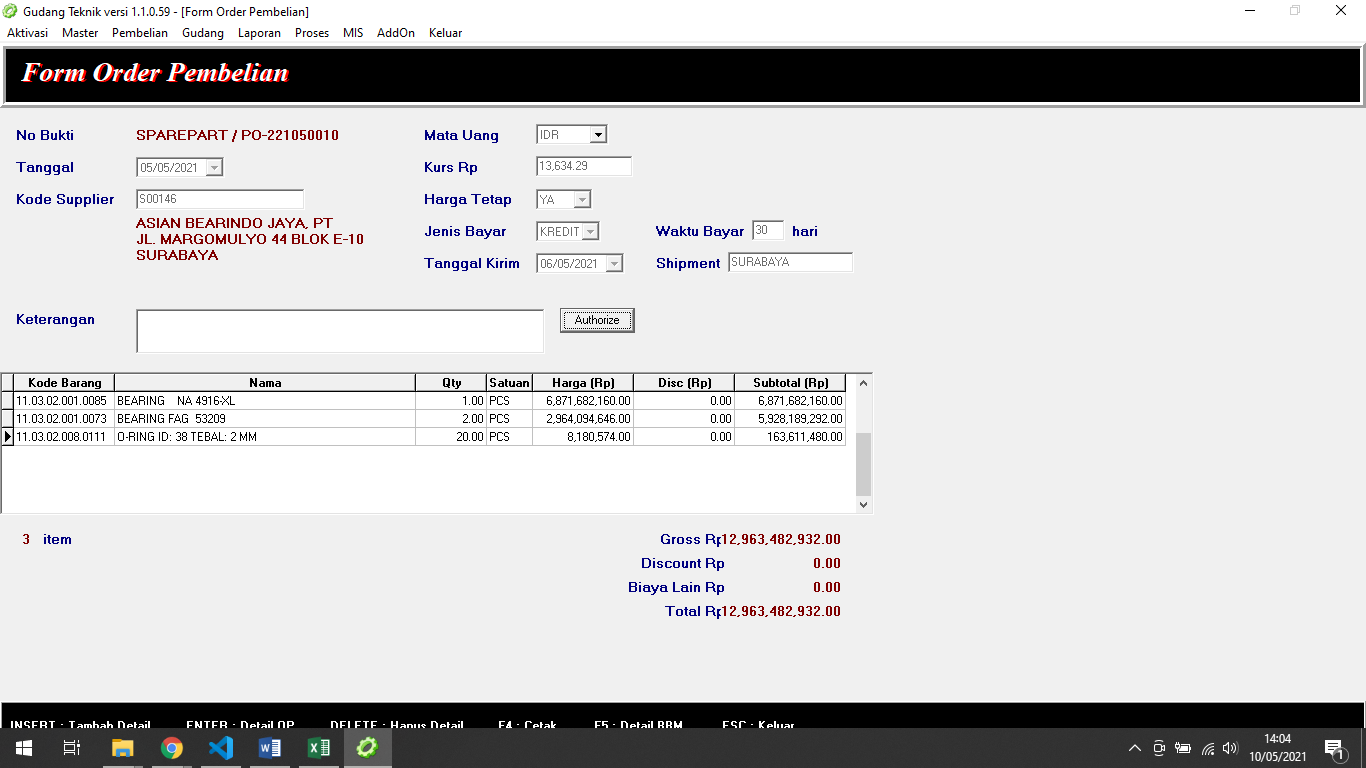 Gudang Teknik versi 1.1.0.59 - [Form Order Pembelian]
Aktivasi Master Pembelian Gudang Laporan Proses MIS AddOn Keluar
Form Order Pembelian
No Bukti SPAREPART / PO-221050010 Mata Uang IDR
Tanggal 05/05/2021 Kurs Rp 13,634.29
Kode Supplier S00146 Harga Tetap YA
ASIAN BEARINDO JAYA, PT
JL. MARGOMULYO 44 BLOK E-10
SURABAYA
Jenis Bayar KREDIT Waktu Bayar 30 hari
Tanggal Kirim 06/05/2021 Shipment SURABAYA
Keterangan Authorize
Kode Barang Nama Qty Satuan Harga (Rp) Disc (Rp) Subtotal (Rp)
11.03.02.001.0085 BEARING NA 4916-XL 1.00 PCS 6,871,682,160.00 0.00 6,871,682,160.00
11.03.02.001.0073 BEARING FAG 53209 2.00 PCS 2,964,094,646.00 0.00 5,928,189,292.00
11.03.02.008.0111 O-RING ID: 38 TEBAL: 2 MM 20.00 PCS 8,180,574.00 0.00 163,611,480.00
3 item Gross Rp 12,963,482,932.00
Discount Rp 0.00
Biaya Lain Rp 0.00
Total Rp 12,963,482,932.00
INSERT : Tambah Detail ENTER : Detail OP DELETE : Hapus Detail F4 : Cetak F5 : Detail BBM ESC : Keluar
14:04
10/05/2021
1